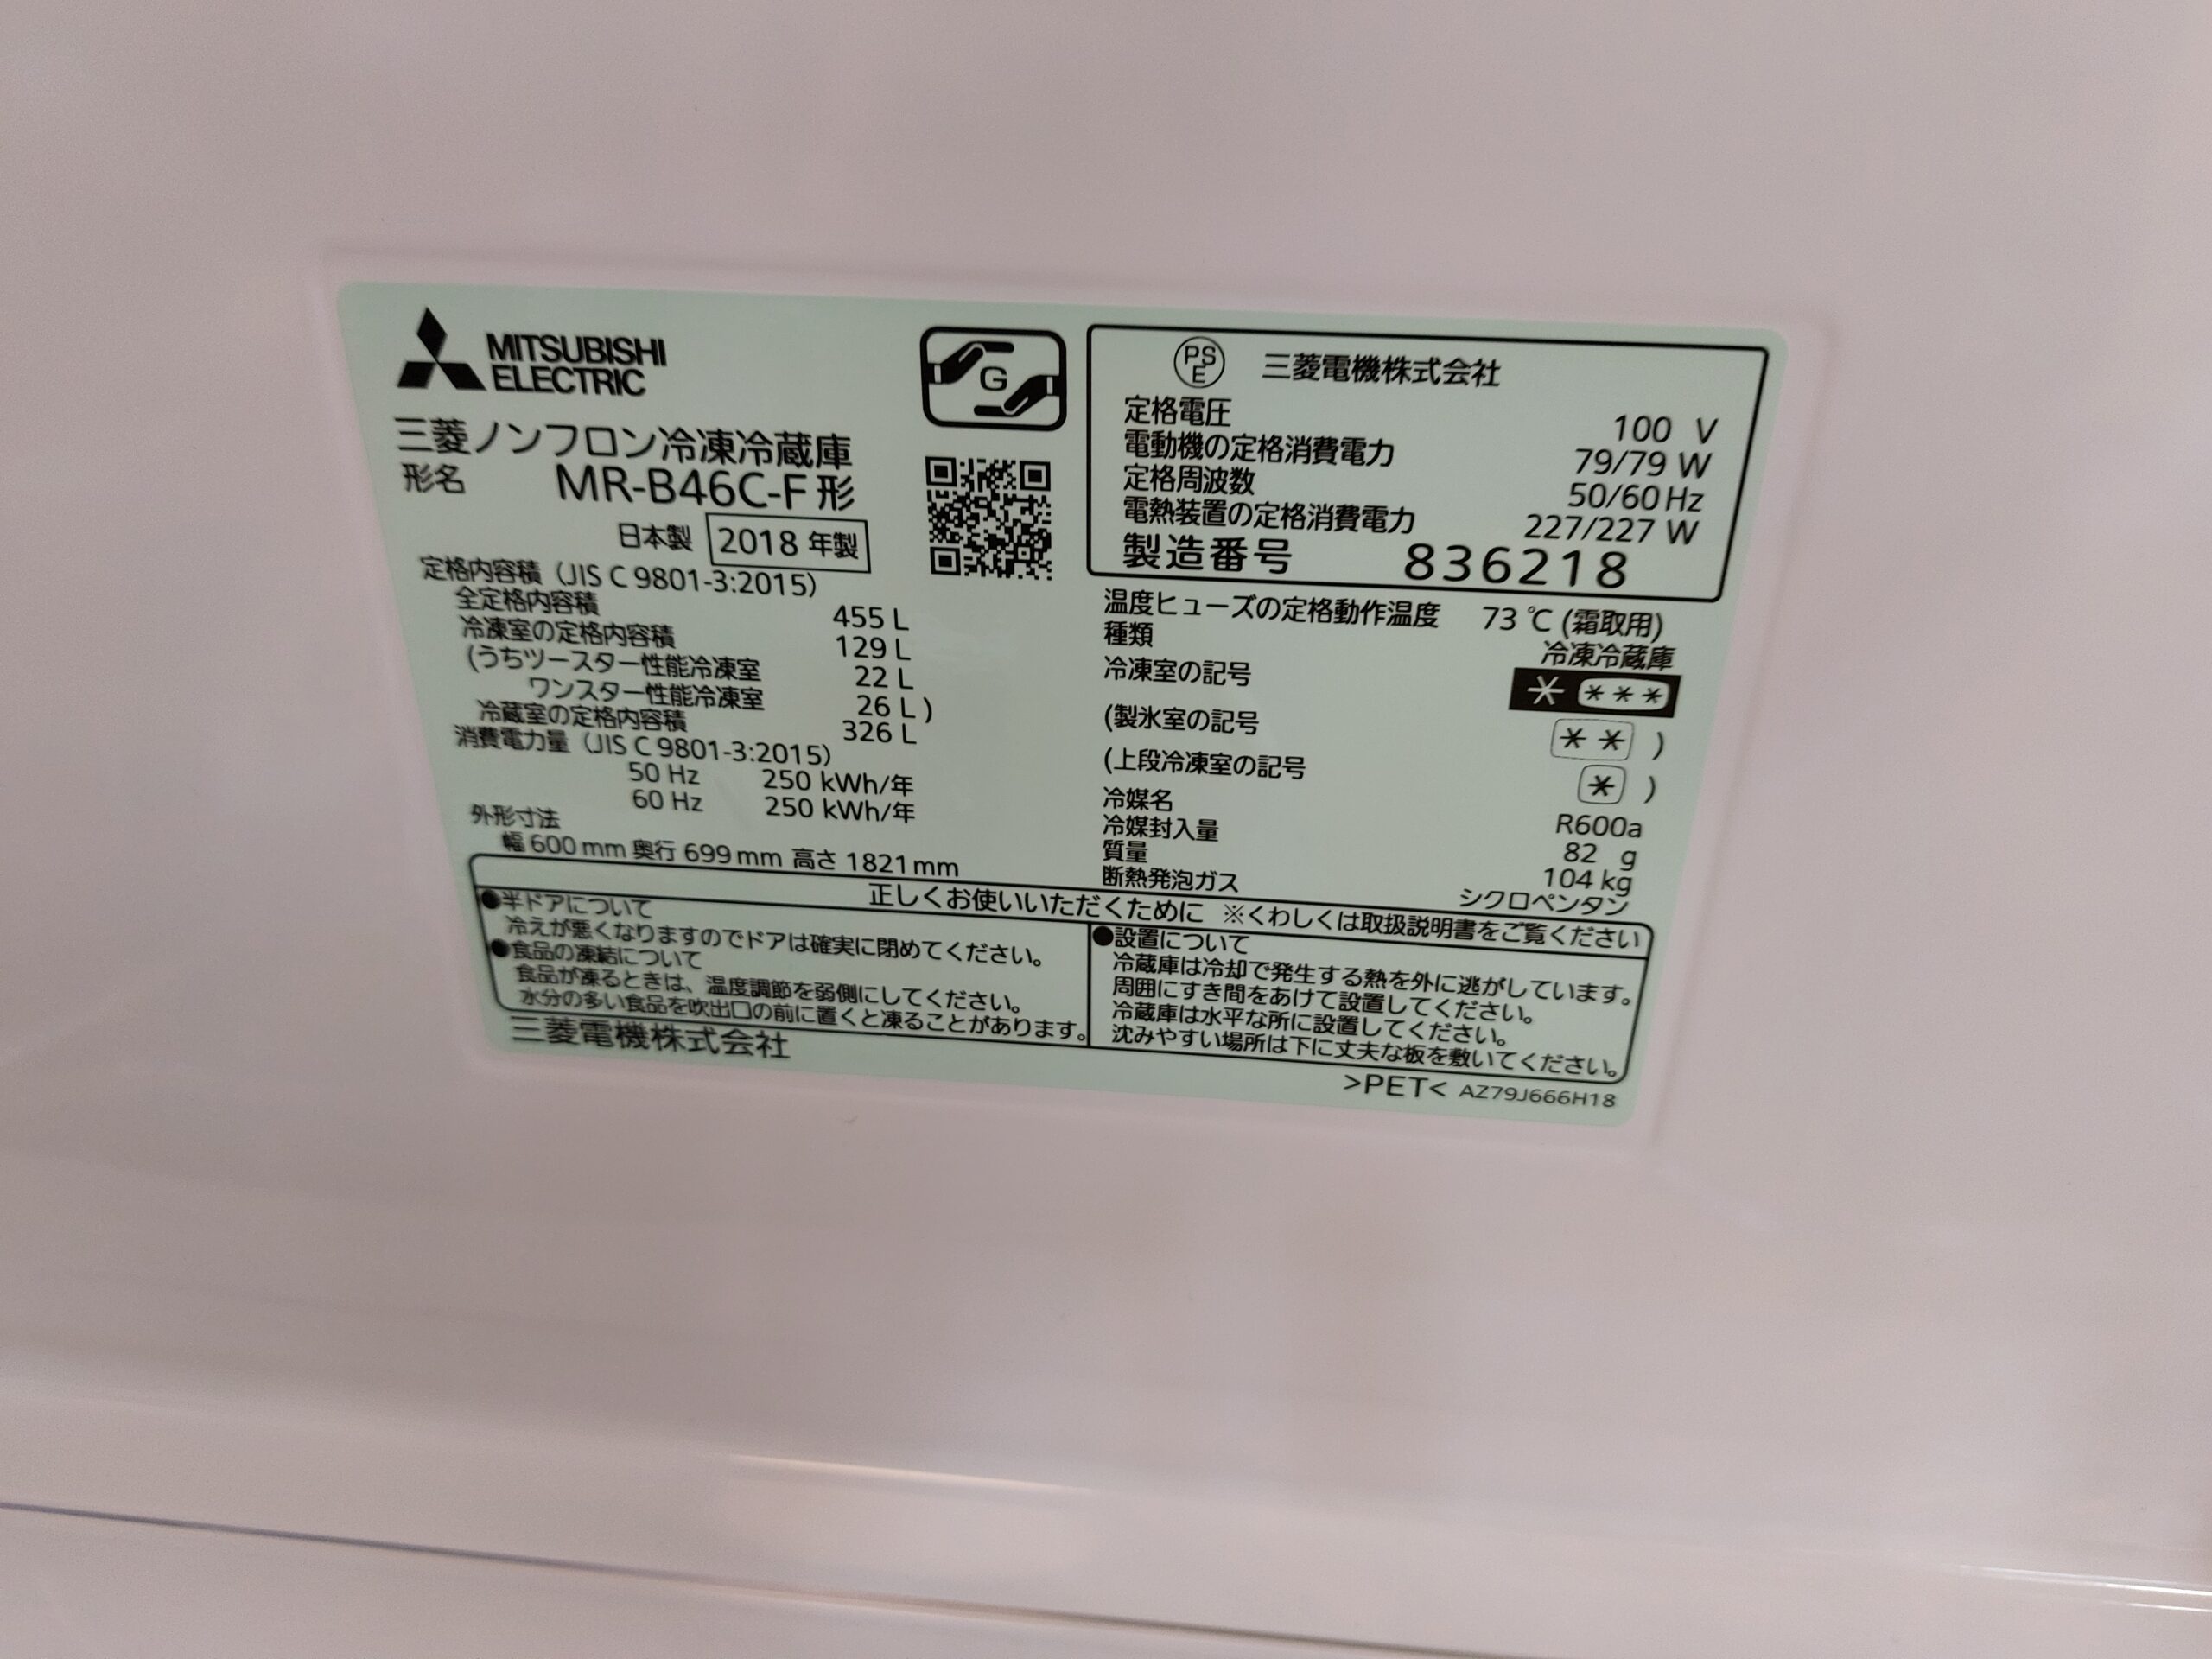 MITSUBISHI
ELECTRIC
G
三菱ノンフロン冷凍冷蔵庫
形名 MR-B46C-F形
日本製 2018 年製
定格内容積（JIS C 9801-3:2015）
全定格内容積 455 L
冷凍室の定格内容積 129 L
(うちツースター性能冷凍室 22 L
ワンスター性能冷凍室 26 L )
冷蔵室の定格内容積 326 L
消費電力量（JIS C 9801-3:2015）
50 Hz 250 kWh/年
60 Hz 250 kWh/年
外形寸法
幅 600 mm 奥行 699 mm 高さ 1821 mm
PSE 三菱電機株式会社
定格電圧 100 V
電動機の定格消費電力 79/79 W
定格周波数 50/60 Hz
電熱装置の定格消費電力 227/227 W
製造番号 836218
温度ヒューズの定格動作温度 73 ℃ (霜取用)
種類 冷凍冷蔵庫
冷凍室の記号 * ***
(製氷室の記号 ** )
(上段冷凍室の記号 * )
冷媒名 R600a
冷媒封入量 82 g
質量 104 kg
断熱発泡ガス シクロペンタン
正しくお使いいただくために ※くわしくは取扱説明書をご覧ください
●半ドアについて
冷えが悪くなりますのでドアは確実に閉めてください。
●食品の凍結について
食品が凍るときは、温度調節を弱側にしてください。
水分の多い食品を吹出口の前に置くと凍ることがあります。
●設置について
冷蔵庫は冷却で発生する熱を外に逃がしています。
周囲にすき間をあけて設置してください。
冷蔵庫は水平な所に設置してください。
沈みやすい場所は下に丈夫な板を敷いてください。
三菱電機株式会社
>PET< AZ79J666H18